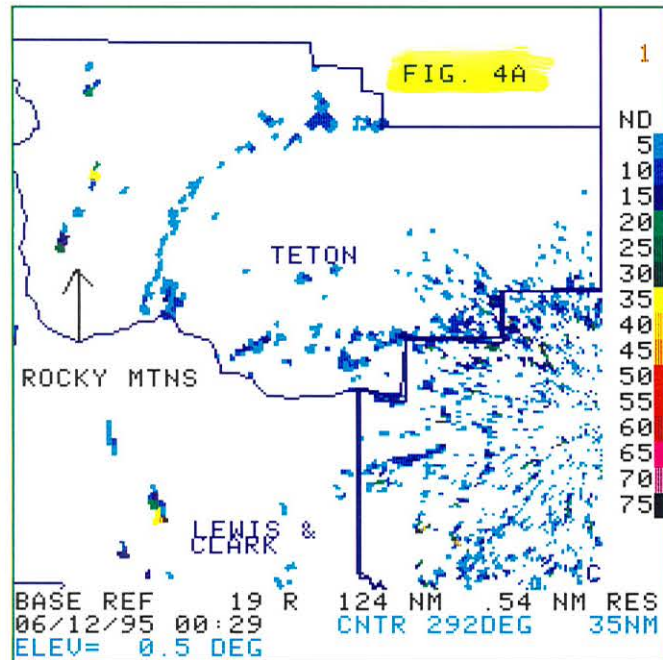 FIG. 4A
1
ND
5
10
15
20
25
30
35
40
45
50
55
60
65
70
75
TETON
ROCKY MTNS
LEWIS &
CLARK
C
BASE REF 19 R 124 NM .54 NM RES
06/12/95 00:29 CNTR 292DEG 35NM
ELEV= 0.5 DEG